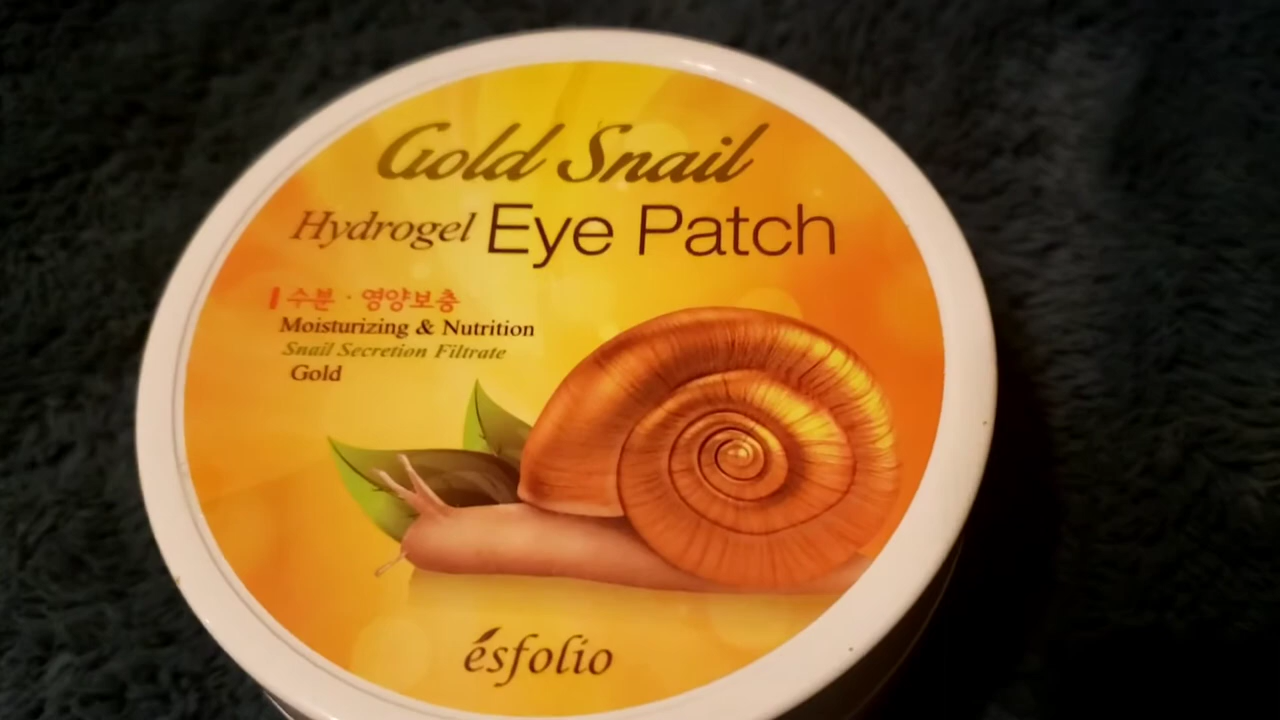 Gold Snail
Hydrogel Eye Patch
수분 · 영양보충
Moisturizing & Nutrition
Snail Secretion Filtrate
Gold
ésfolio